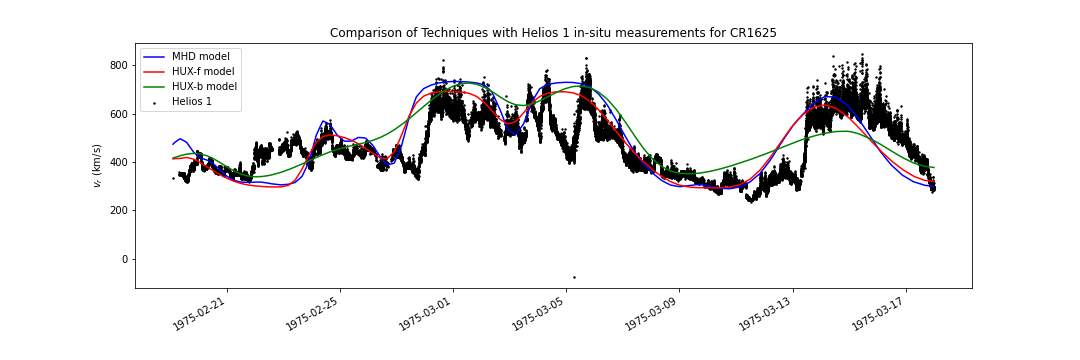 Comparison of Techniques with Helios 1 in-situ measurements for CR1625
MHD model
HUX-f model
HUX-b model
Helios 1
800
600
400
200
0
v_r (km/s)
1975-02-21
1975-02-25
1975-03-01
1975-03-05
1975-03-09
1975-03-13
1975-03-17